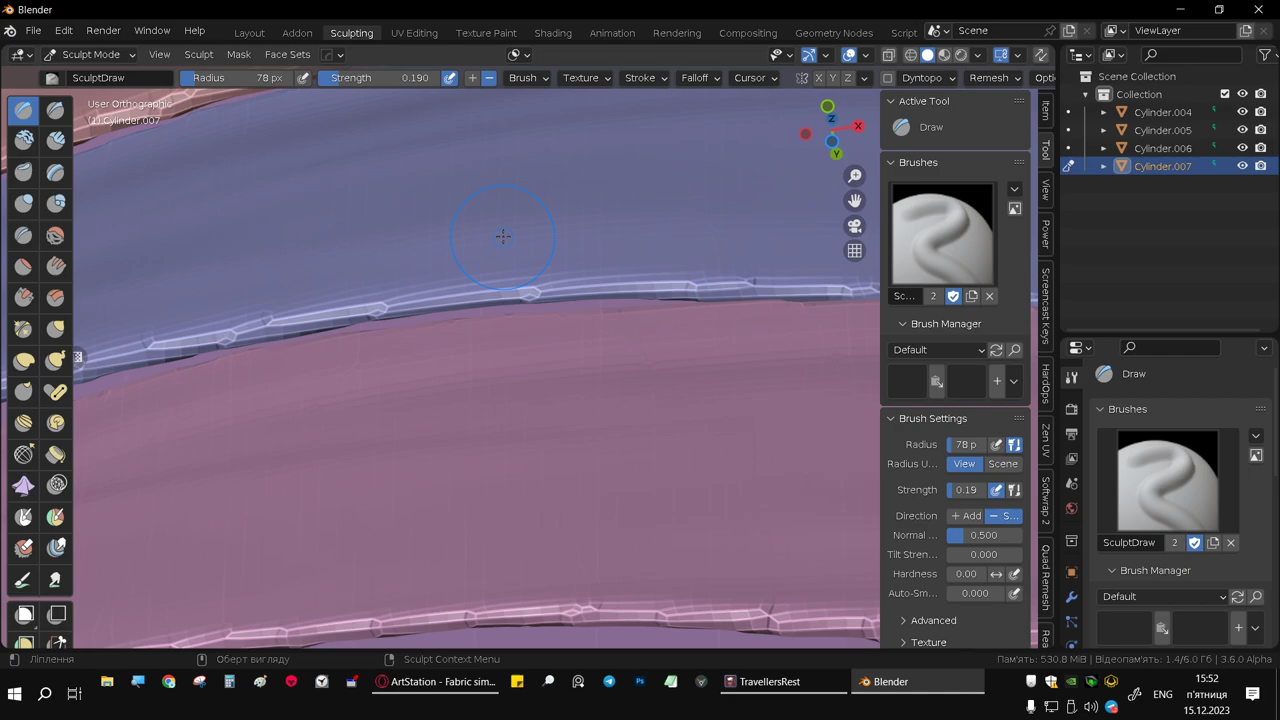 Blender
File Edit Render Window Help Layout Addon Modeling Sculpting UV Editing Texture Paint Shading Animation Rendering Compositing Geometry Nodes Scene ViewLayer
Sculpt Mode View Sculpt Mask Face Sets
SculptDraw Radius 78 px Strength 0.190 Brush Texture Stroke Falloff Cursor X Y Z Dyntopo Remesh Opti
User Orthographic
(1) Cylinder.007
Z
X
Y
Active Tool
Draw
Brushes
Sc... 2
Brush Manager
Default
Brush Settings
Radius 78 p
Radius U... View Scene
Strength 0.19
Direction Add S...
Normal ... 0.500
Tilt Stren... 0.000
Hardness 0.00
Auto-Sm... 0.000
Advanced
Texture
Item
Tool
View
Power
Screencast Keys
HardOps
Zen UV
Softwrap 2
Quad Remesh
Rea
Scene Collection
Collection
Cylinder.004
Cylinder.005
Cylinder.006
Cylinder.007
Draw
Brushes
SculptDraw 2
Brush Manager
Default
Ліплення Оберт вигляду Sculpt Context Menu Пам'ять: 530.8 МіБ | Відеопам'ять: 1.4/6.0 Гб | 3.6.0 Alpha
ArtStation - Fabric sim... TravellersRest Blender
15:52
ENG п'ятниця
15.12.2023